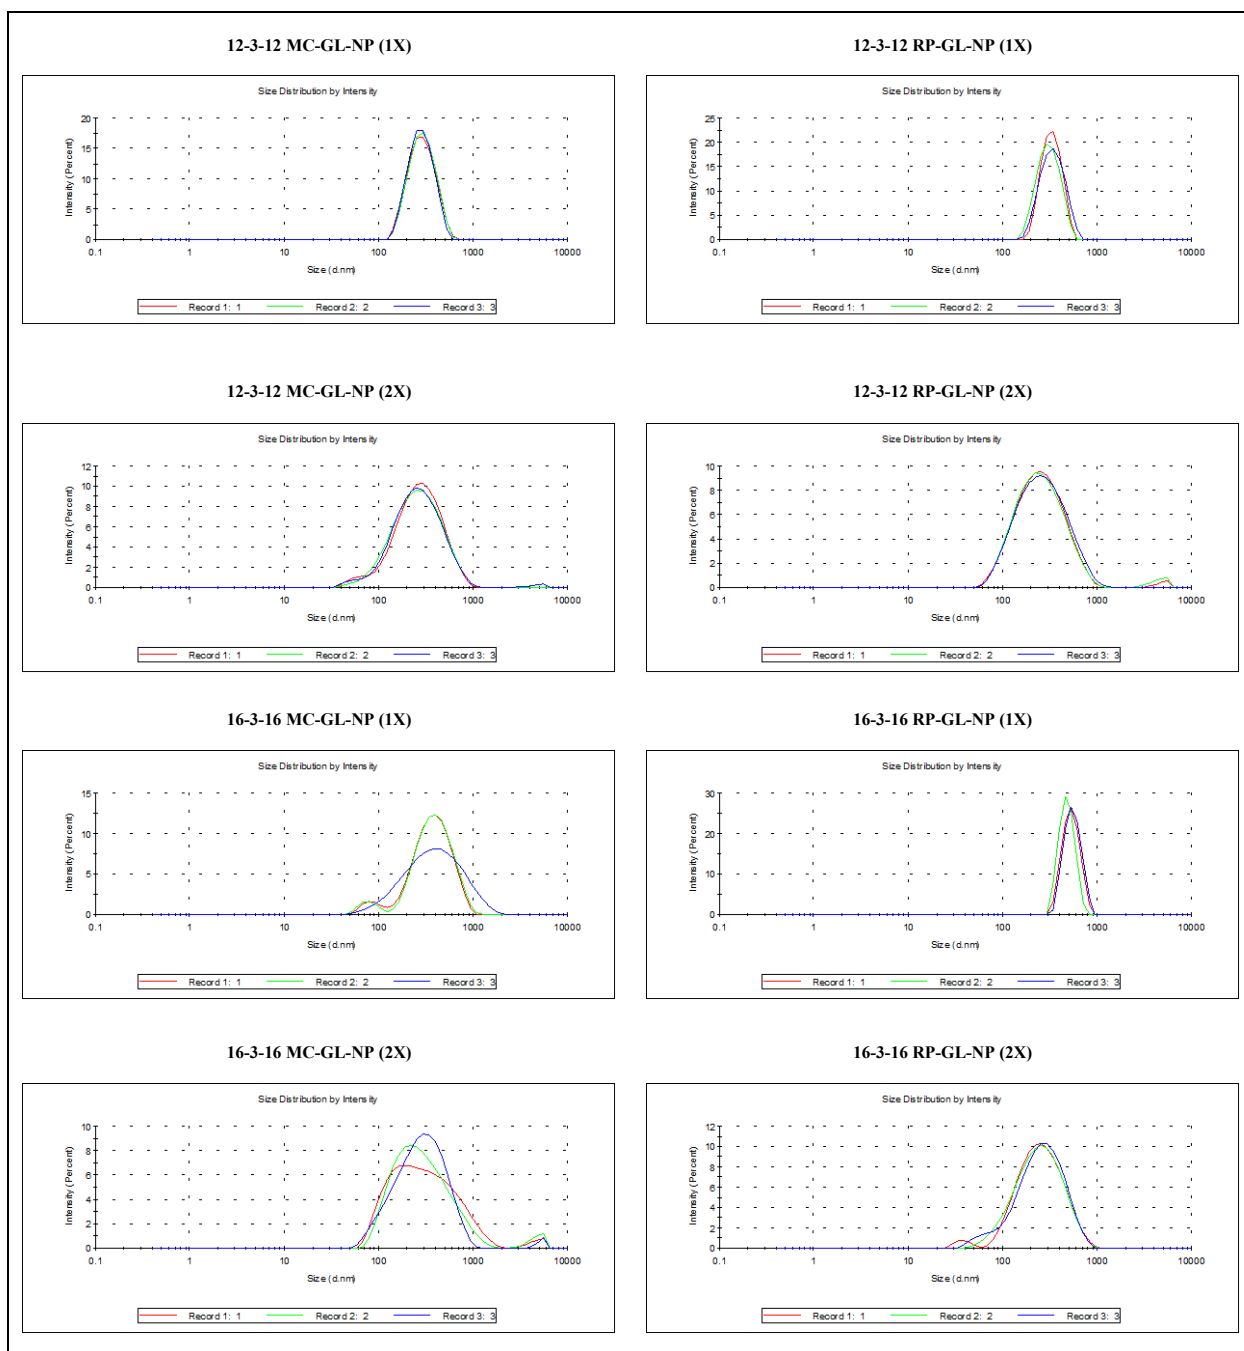 12-3-12 MC-GL-NP (1X)
Size Distribution by Intensity
Intensity (Percent)
20
15
10
5
0
0.1 1 10 100 1000 10000
Size (d.nm)
Record 1: 1 Record 2: 2 Record 3: 3
12-3-12 RP-GL-NP (1X)
Size Distribution by Intensity
Intensity (Percent)
25
20
15
10
5
0
0.1 1 10 100 1000 10000
Size (d.nm)
Record 1: 1 Record 2: 2 Record 3: 3
12-3-12 MC-GL-NP (2X)
Size Distribution by Intensity
Intensity (Percent)
12
10
8
6
4
2
0
0.1 1 10 100 1000 10000
Size (d.nm)
Record 1: 1 Record 2: 2 Record 3: 3
12-3-12 RP-GL-NP (2X)
Size Distribution by Intensity
Intensity (Percent)
10
8
6
4
2
0
0.1 1 10 100 1000 10000
Size (d.nm)
Record 1: 1 Record 2: 2 Record 3: 3
16-3-16 MC-GL-NP (1X)
Size Distribution by Intensity
Intensity (Percent)
15
10
5
0
0.1 1 10 100 1000 10000
Size (d.nm)
Record 1: 1 Record 2: 2 Record 3: 3
16-3-16 RP-GL-NP (1X)
Size Distribution by Intensity
Intensity (Percent)
30
20
10
0
0.1 1 10 100 1000 10000
Size (d.nm)
Record 1: 1 Record 2: 2 Record 3: 3
16-3-16 MC-GL-NP (2X)
Size Distribution by Intensity
Intensity (Percent)
10
8
6
4
2
0
0.1 1 10 100 1000 10000
Size (d.nm)
Record 1: 1 Record 2: 2 Record 3: 3
16-3-16 RP-GL-NP (2X)
Size Distribution by Intensity
Intensity (Percent)
12
10
8
6
4
2
0
0.1 1 10 100 1000 10000
Size (d.nm)
Record 1: 1 Record 2: 2 Record 3: 3